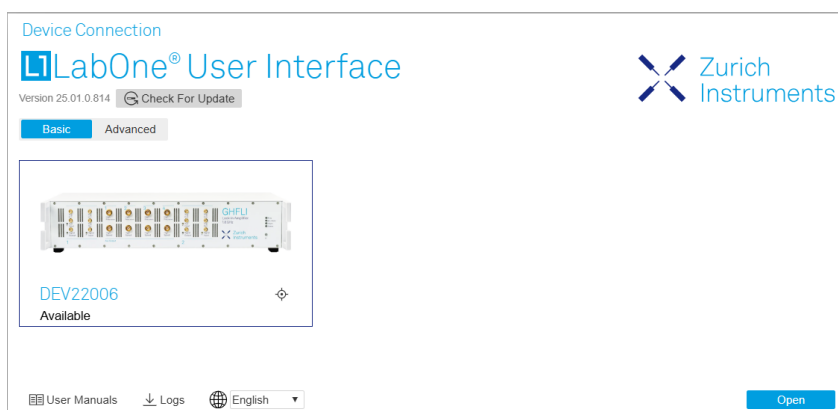 Device Connection
L1 LabOne® User Interface
Zurich
Instruments
Version 25.01.0.814 Check For Update
Basic Advanced
GHFLI
Zurich
Instruments
DEV22006
Available
User Manuals Logs English Open